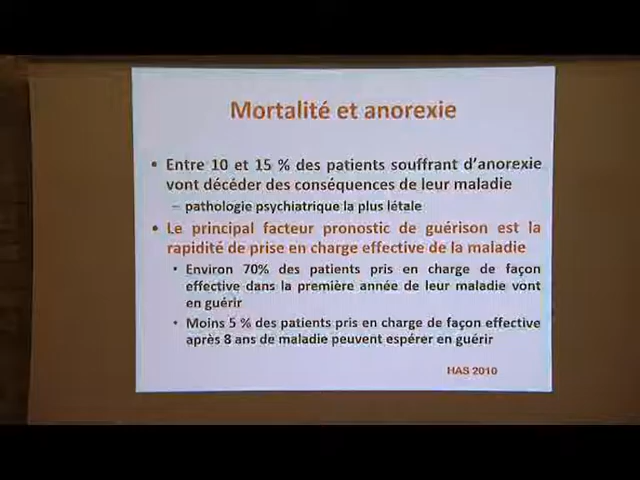 Mortalité et anorexie
• Entre 10 et 15 % des patients souffrant d'anorexie
vont décéder des conséquences de leur maladie
– pathologie psychiatrique la plus létale
• Le principal facteur pronostic de guérison est la
rapidité de prise en charge effective de la maladie
• Environ 70% des patients pris en charge de façon
effective dans la première année de leur maladie vont
en guérir
• Moins 5 % des patients pris en charge de façon effective
après 8 ans de maladie peuvent espérer en guérir
HAS 2010